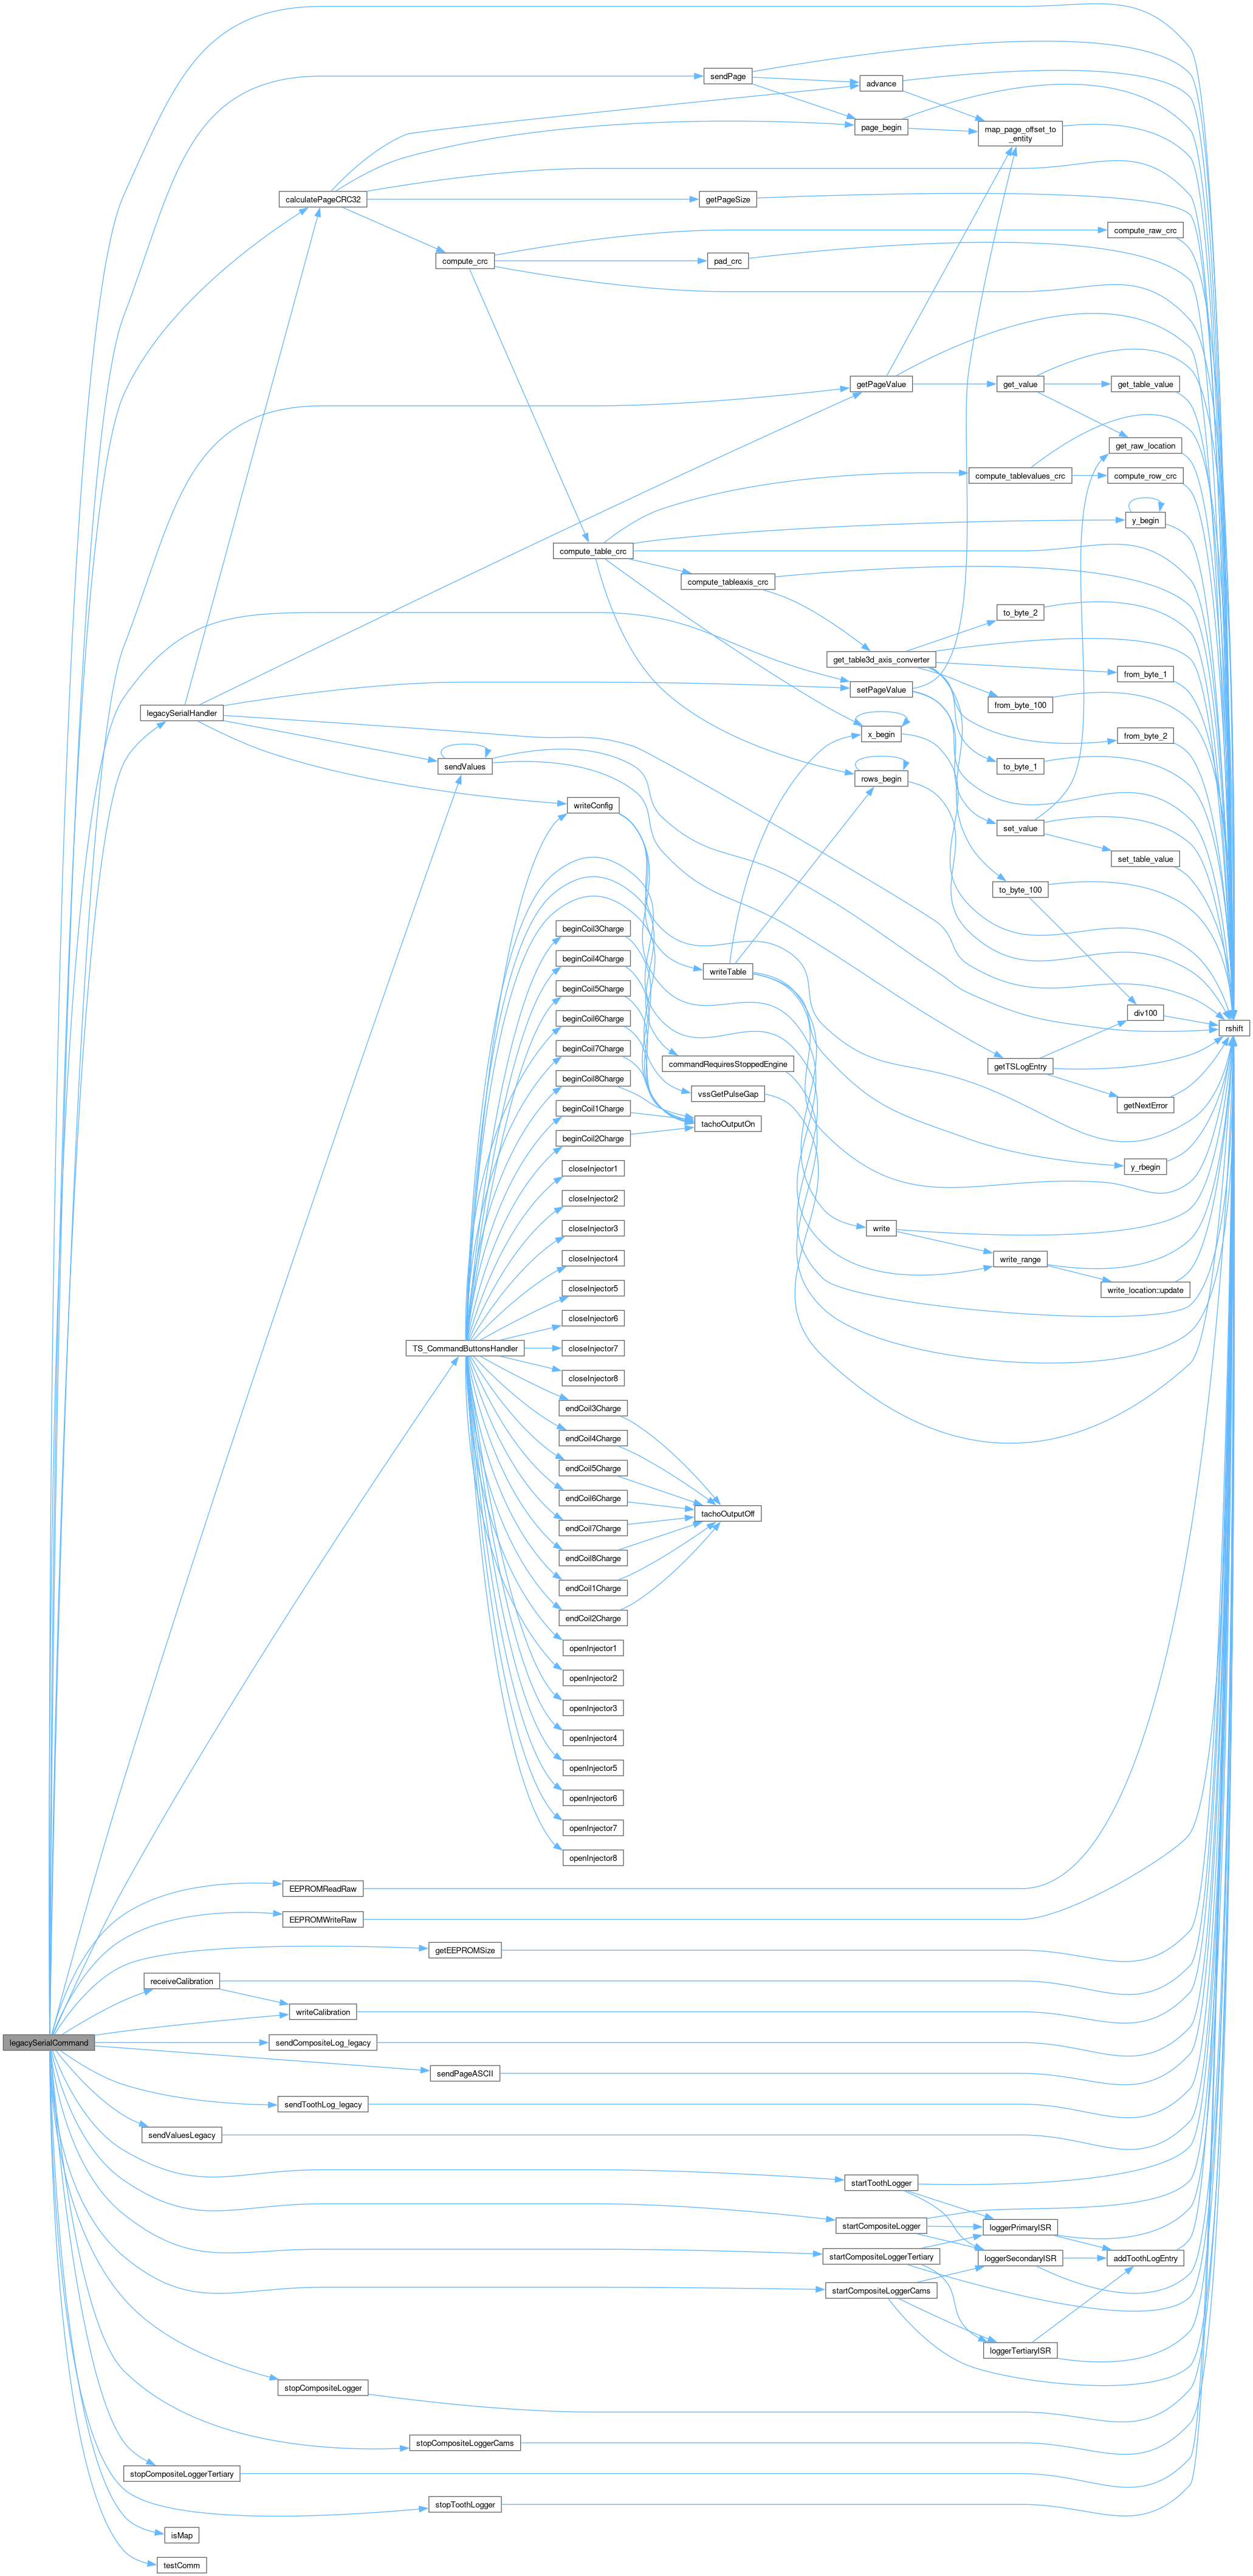 sendPage
advance
page_begin
map_page_offset_to
_entity
calculatePageCRC32
getPageSize
compute_raw_crc
compute_crc
pad_crc
getPageValue
get_value
get_table_value
get_raw_location
compute_tablevalues_crc
compute_row_crc
y_begin
compute_table_crc
compute_tableaxis_crc
to_byte_2
get_table3d_axis_converter
from_byte_1
setPageValue
from_byte_100
legacySerialHandler
x_begin
from_byte_2
sendValues
to_byte_1
rows_begin
writeConfig
set_value
set_table_value
to_byte_100
beginCoil3Charge
beginCoil4Charge
writeTable
beginCoil5Charge
div100
beginCoil6Charge
rshift
beginCoil7Charge
commandRequiresStoppedEngine
getTSLogEntry
beginCoil8Charge
vssGetPulseGap
getNextError
beginCoil1Charge
tachoOutputOn
beginCoil2Charge
closeInjector1
y_rbegin
closeInjector2
closeInjector3
write
closeInjector4
write_range
closeInjector5
write_location::update
closeInjector6
TS_CommandButtonsHandler
closeInjector7
closeInjector8
endCoil3Charge
endCoil4Charge
endCoil5Charge
endCoil6Charge
tachoOutputOff
endCoil7Charge
endCoil8Charge
endCoil1Charge
endCoil2Charge
openInjector1
openInjector2
openInjector3
openInjector4
openInjector5
openInjector6
openInjector7
openInjector8
EEPROMReadRaw
EEPROMWriteRaw
getEEPROMSize
receiveCalibration
writeCalibration
legacySerialCommand
sendCompositeLog_legacy
sendPageASCII
sendToothLog_legacy
sendValuesLegacy
startToothLogger
startCompositeLogger
loggerPrimaryISR
startCompositeLoggerTertiary
loggerSecondaryISR
addToothLogEntry
startCompositeLoggerCams
loggerTertiaryISR
stopCompositeLogger
stopCompositeLoggerCams
stopCompositeLoggerTertiary
stopToothLogger
isMap
testComm